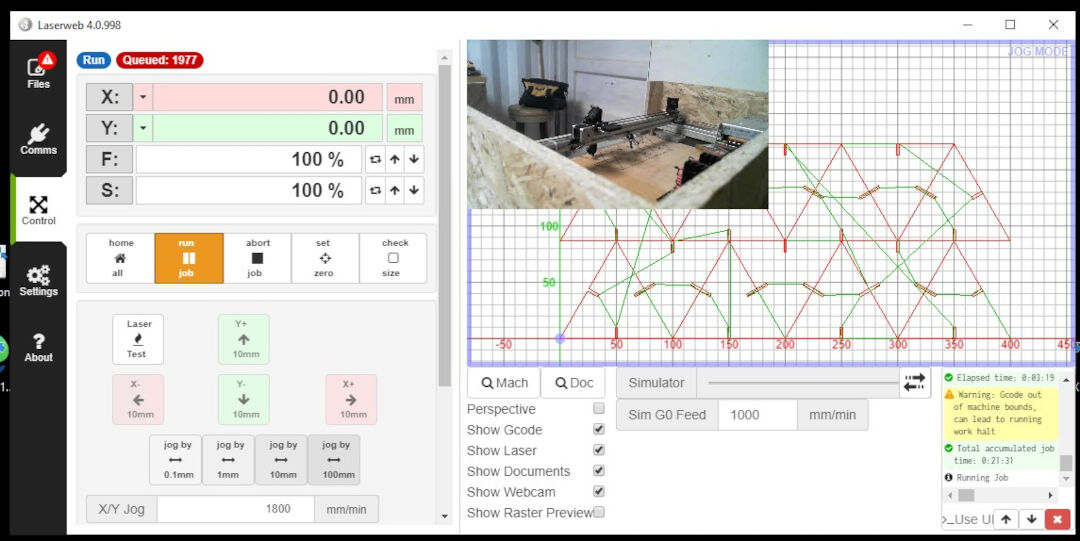 Laserweb 4.0.998
Files
Comms
Control
Settings
?
About
Run
Queued: 1977
X: 0.00 mm
Y: 0.00 mm
F: 100 %
S: 100 %
home run abort set check
all job job zero size
Laser
Test
Y+
10mm
X-
10mm
Y-
10mm
X+
10mm
jog by jog by jog by jog by
0.1mm 1mm 10mm 100mm
X/Y Jog 1800 mm/min
JOG MODE
100
50
-50 50 100 150 200 250 300 350 400 450
Mach Doc
Perspective
Show Gcode
Show Laser
Show Documents
Show Webcam
Show Raster Preview
Simulator
Sim G0 Feed 1000 mm/min
Elapsed time: 0:03:19
Warning: Gcode out
of machine bounds,
can lead to running
work halt
Total accumulated job
time: 0:21:31
Running Job